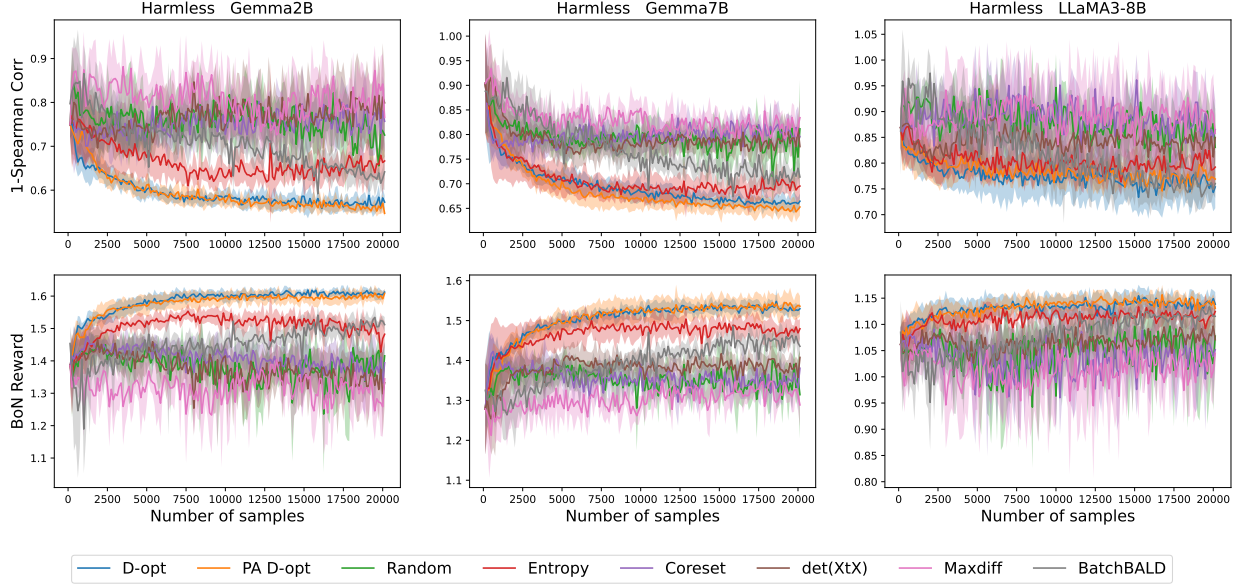 Harmless Gemma2B
Harmless Gemma7B
Harmless LLaMA3-8B
1-Spearman Corr
0.9
0.8
0.7
0.6
0 2500 5000 7500 10000 12500 15000 17500 20000
1.00
0.95
0.90
0.85
0.80
0.75
0.70
0.65
0 2500 5000 7500 10000 12500 15000 17500 20000
1.05
1.00
0.95
0.90
0.85
0.80
0.75
0.70
0 2500 5000 7500 10000 12500 15000 17500 20000
BoN Reward
1.6
1.5
1.4
1.3
1.2
1.1
0 2500 5000 7500 10000 12500 15000 17500 20000
Number of samples
1.6
1.5
1.4
1.3
1.2
1.1
0 2500 5000 7500 10000 12500 15000 17500 20000
Number of samples
1.15
1.10
1.05
1.00
0.95
0.90
0.85
0.80
0 2500 5000 7500 10000 12500 15000 17500 20000
Number of samples
D-opt PA D-opt Random Entropy Coreset det(XtX) Maxdiff BatchBALD